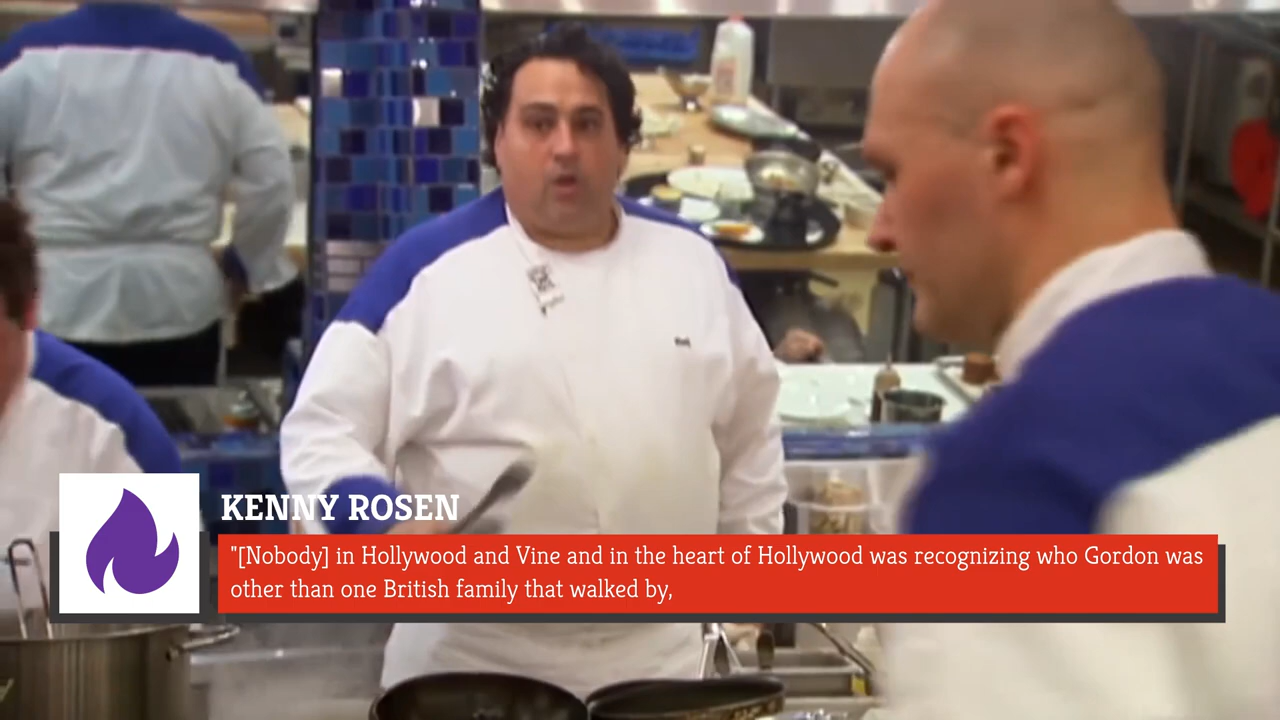 KENNY ROSEN
"[Nobody] in Hollywood and Vine and in the heart of Hollywood was recognizing who Gordon was
other than one British family that walked by,